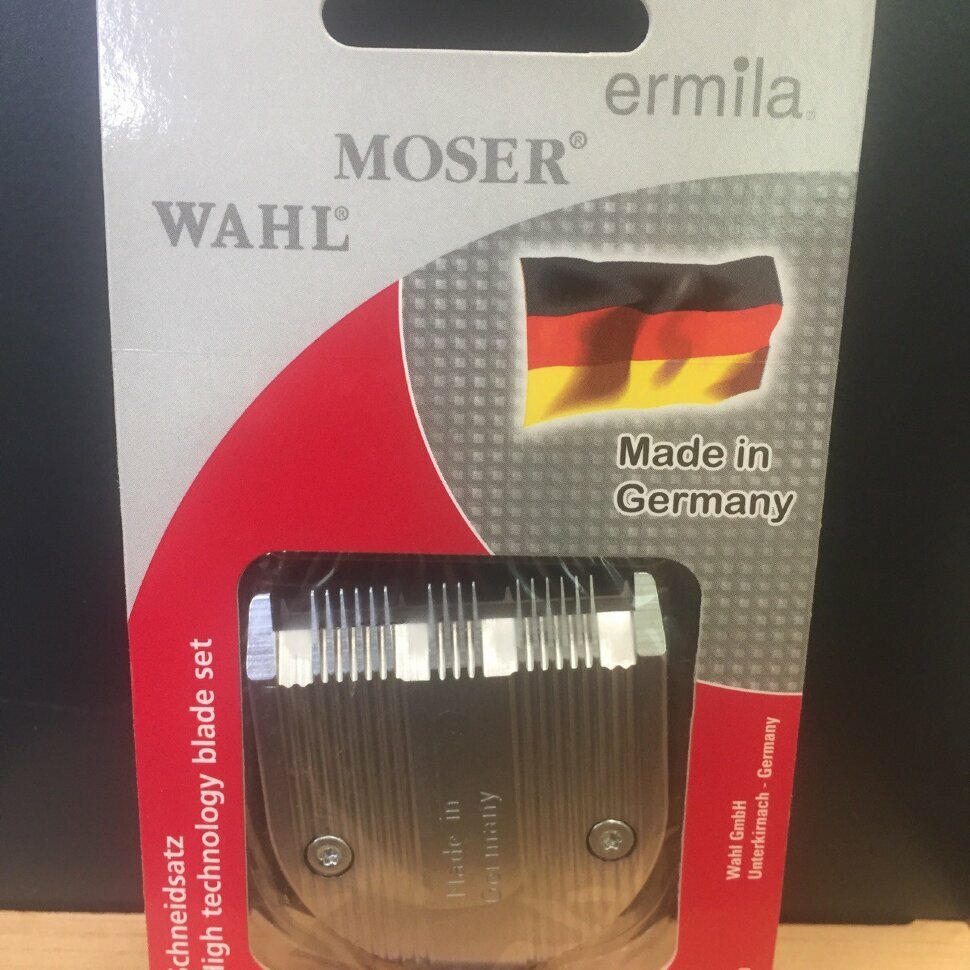 ermila
MOSER®
WAHL®
Made in
Germany
Schneidsatz
High technology blade set
Made in
Germany
Wahl GmbH
Unterkirnach - Germany